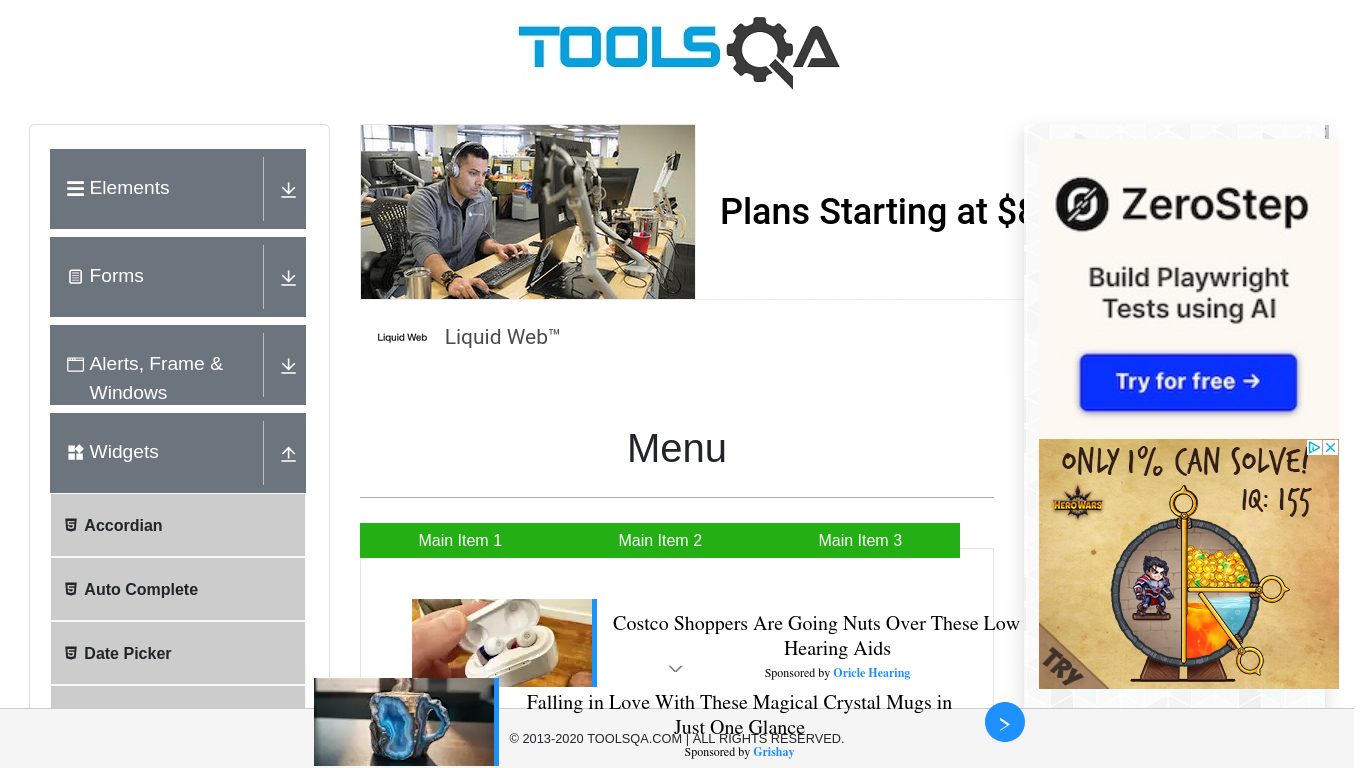 TOOLSQA
Elements
Forms
Alerts, Frame &
Windows
Widgets
Accordian
Auto Complete
Date Picker
Plans Starting at $8
Liquid Web
Liquid Web™
Menu
Main Item 1
Main Item 2
Main Item 3
Costco Shoppers Are Going Nuts Over These Low
Hearing Aids
Sponsored by Oricle Hearing
Falling in Love With These Magical Crystal Mugs in
Just One Glance
Sponsored by Grishay
© 2013-2020 TOOLSQA.COM | ALL RIGHTS RESERVED.
ZeroStep
Build Playwright
Tests using AI
Try for free →
ONLY 1% CAN SOLVE!
HERO WARS
IQ: 155
TRY